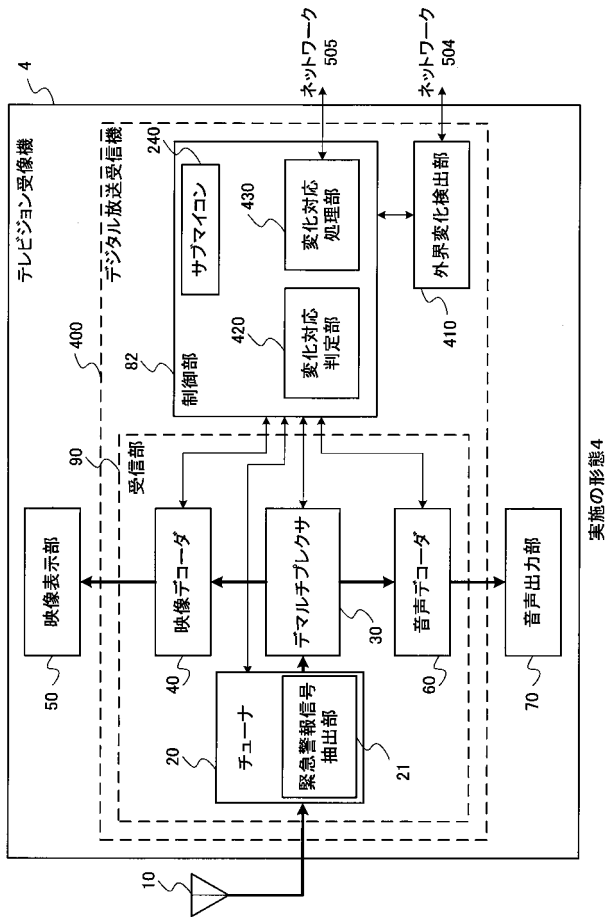 テレビジョン受像機
4
400
デジタル放送受信機
90
受信部
10
20
チューナ
緊急警報信号
抽出部
21
50
映像表示部
40
映像デコーダ
デマルチプレクサ
30
音声デコーダ
60
音声出力部
70
82
制御部
サブマイコン
240
420
変化対応
判定部
430
変化対応
処理部
外界変化検出部
410
ネットワーク
505
ネットワーク
504
実施の形態4